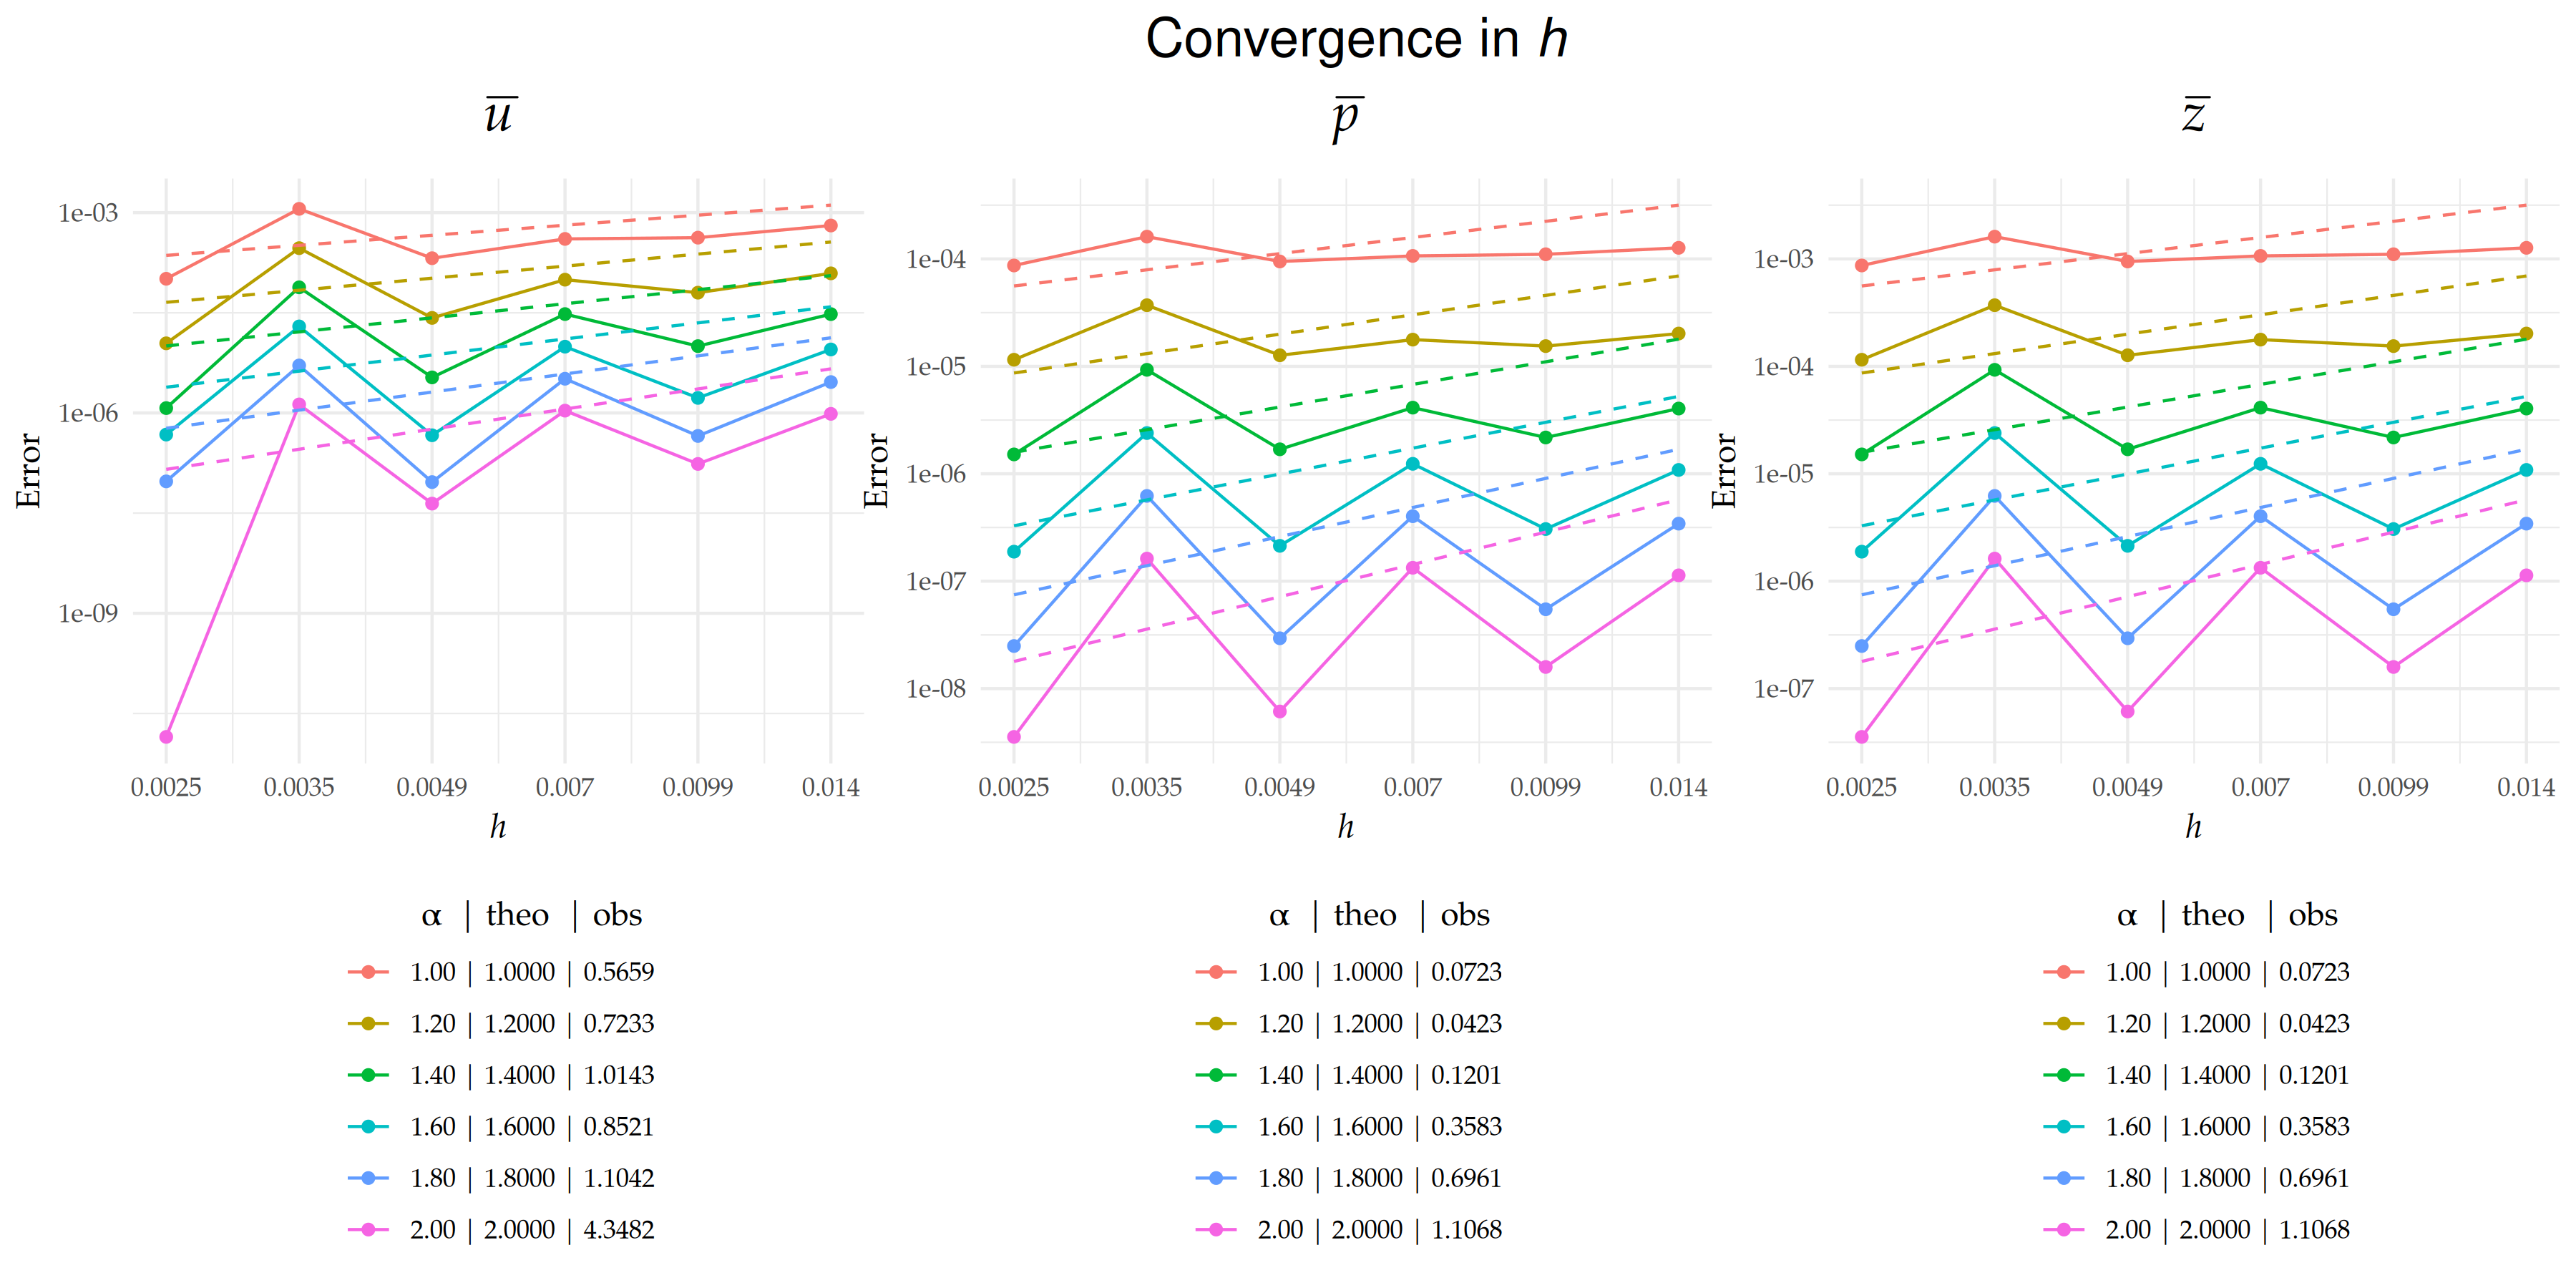 Convergence in h
u̅
p̅
z̅
1e-03
1e-06
1e-09
Error
0.0025 0.0035 0.0049 0.007 0.0099 0.014
h
α | theo | obs
1.00 | 1.0000 | 0.5659
1.20 | 1.2000 | 0.7233
1.40 | 1.4000 | 1.0143
1.60 | 1.6000 | 0.8521
1.80 | 1.8000 | 1.1042
2.00 | 2.0000 | 4.3482
1e-04
1e-05
1e-06
1e-07
1e-08
Error
0.0025 0.0035 0.0049 0.007 0.0099 0.014
h
α | theo | obs
1.00 | 1.0000 | 0.0723
1.20 | 1.2000 | 0.0423
1.40 | 1.4000 | 0.1201
1.60 | 1.6000 | 0.3583
1.80 | 1.8000 | 0.6961
2.00 | 2.0000 | 1.1068
1e-03
1e-04
1e-05
1e-06
1e-07
Error
0.0025 0.0035 0.0049 0.007 0.0099 0.014
h
α | theo | obs
1.00 | 1.0000 | 0.0723
1.20 | 1.2000 | 0.0423
1.40 | 1.4000 | 0.1201
1.60 | 1.6000 | 0.3583
1.80 | 1.8000 | 0.6961
2.00 | 2.0000 | 1.1068